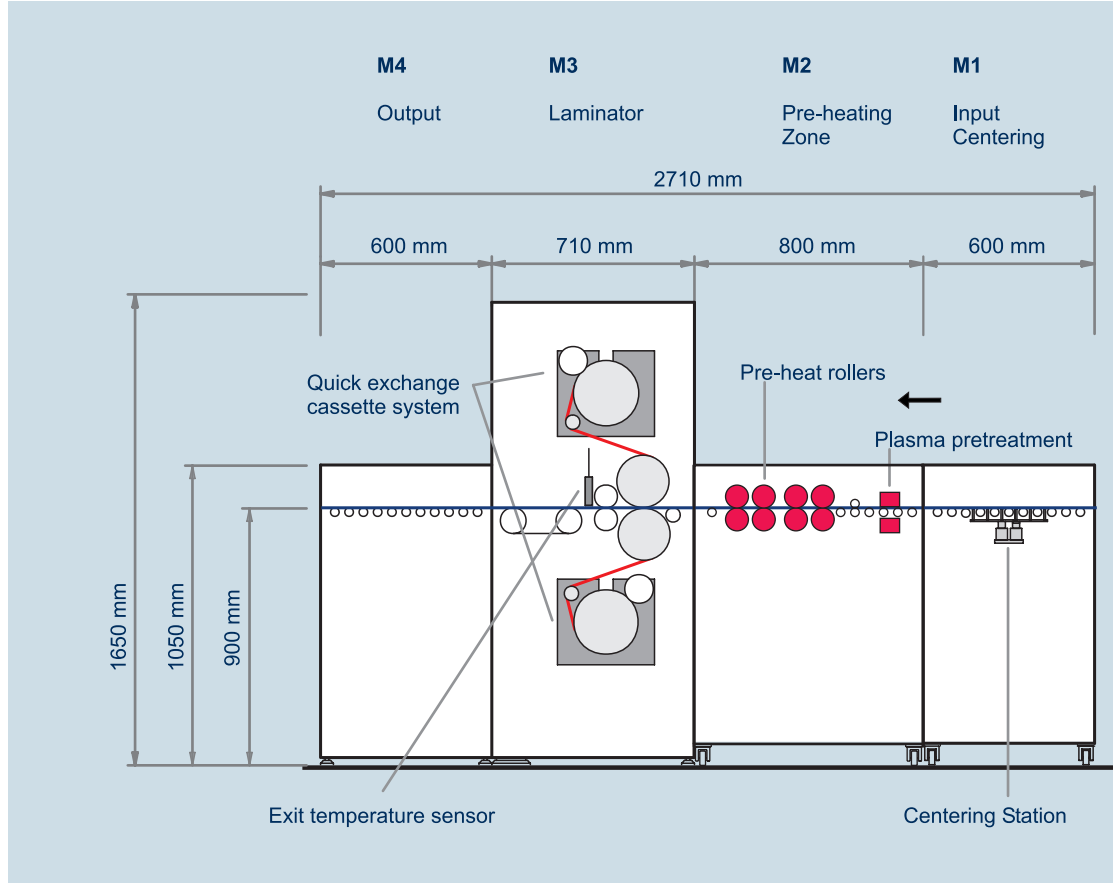 M4
M3
M2
M1
Output
Laminator
Pre-heating
Zone
Input
Centering
2710 mm
600 mm
710 mm
800 mm
600 mm
Quick exchange
cassette system
Pre-heat rollers
Plasma pretreatment
1650 mm
1050 mm
900 mm
Exit temperature sensor
Centering Station